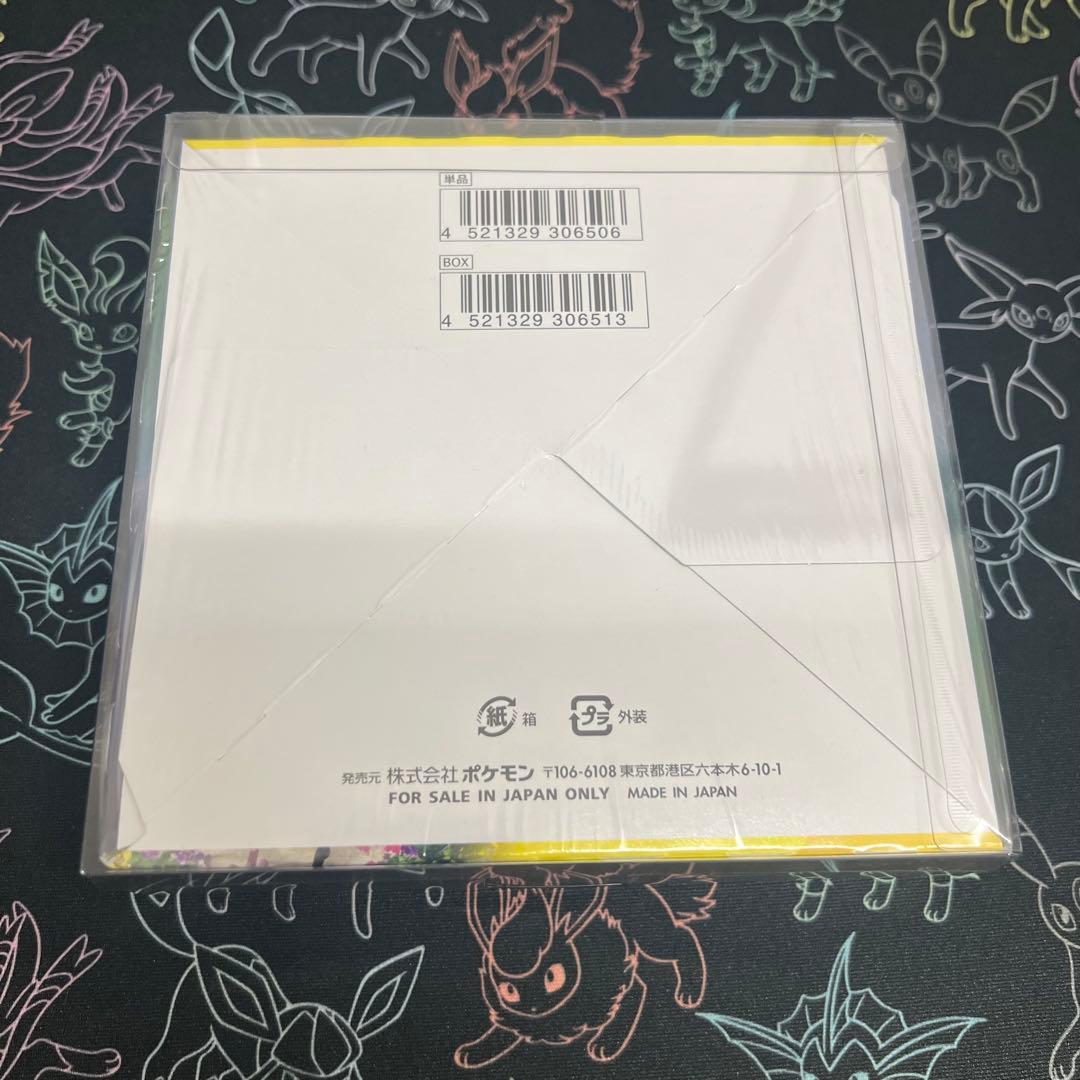 単品
4 521329 306506
BOX
4 521329 306513
紙 箱 プラ 外装
発売元 株式会社 ポケモン 〒106-6108 東京都港区六本木6-10-1
FOR SALE IN JAPAN ONLY MADE IN JAPAN